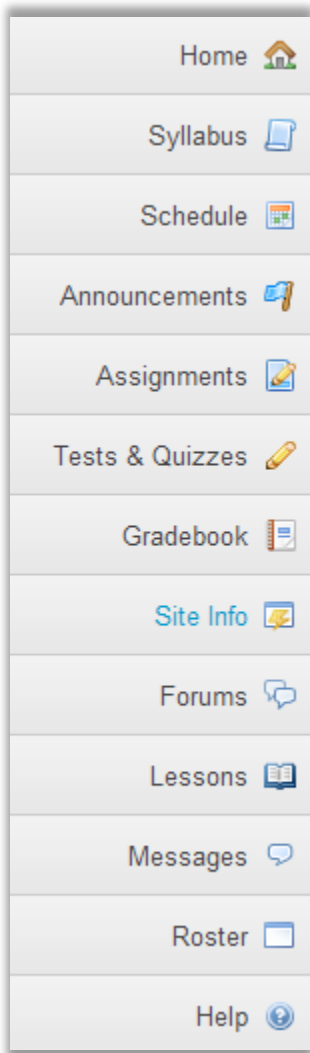 Home
Syllabus
Schedule
Announcements
Assignments
Tests & Quizzes
Gradebook
Site Info
Forums
Lessons
Messages
Roster
Help